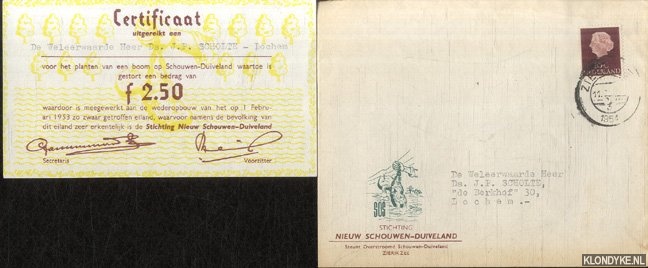 Certificaat
uitgereikt aan
De Weleerwaarde Heer Ds. J.P. SCHOLTE - Lochem
voor het planten van een boom op Schouwen-Duiveland waartoe is
gestort een bedrag van
f 2.50
waardoor is meegewerkt aan de wederopbouw van het op 1 Febru-
ari 1953 zo zwaar getroffen eiland, waarvoor namens de bevolking van
dit eiland zeer erkentelijk is de Stichting Nieuw Schouwen-Duiveland
Secretaris
Voorzitter
NEDERLAND
1954
De Weleerwaarde Heer
Ds. J.P. SCHOLTE,
"de Berkhof" 30,
Lochem.-
STICHTING
NIEUW SCHOUWEN-DUIVELAND
Steunt Overstroomd Schouwen-Duiveland
ZIERIKZEE
KLONDYKE.NL